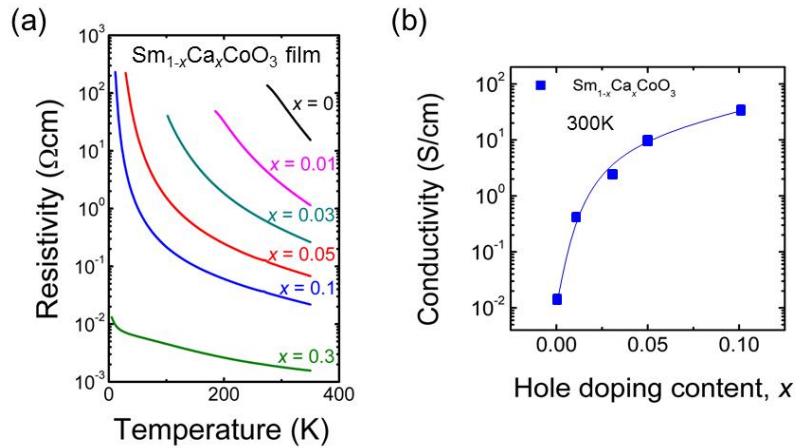 (a)
Sm₁₋ₓCaₓCoO₃ film
x = 0
x = 0.01
x = 0.03
x = 0.05
x = 0.1
x = 0.3
10³
10²
10¹
10⁰
10⁻¹
10⁻²
10⁻³
Resistivity (Ωcm)
0
200
400
Temperature (K)
(b)
Sm₁₋ₓCaₓCoO₃
300K
10²
10¹
10⁰
10⁻¹
10⁻²
Conductivity (S/cm)
0.00
0.05
0.10
Hole doping content, x